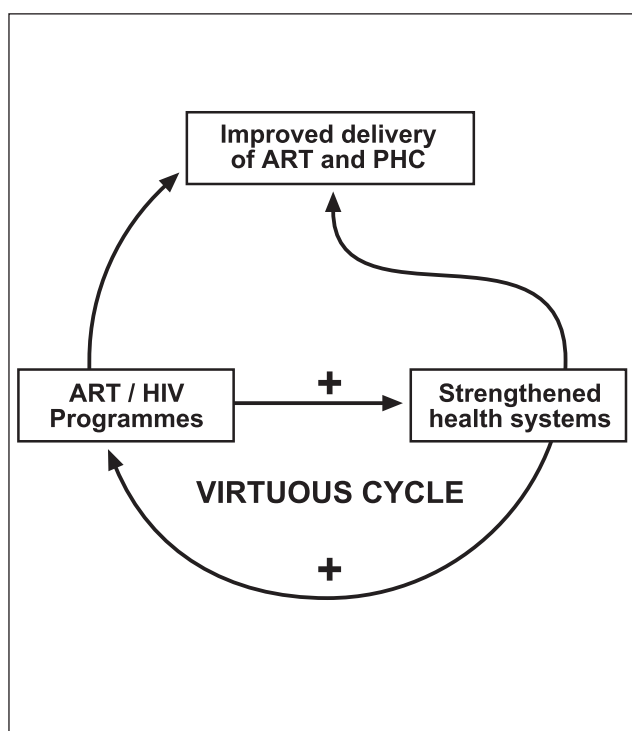 Improved delivery
of ART and PHC
ART / HIV
Programmes
+
Strengthened
health systems
VIRTUOUS CYCLE
+